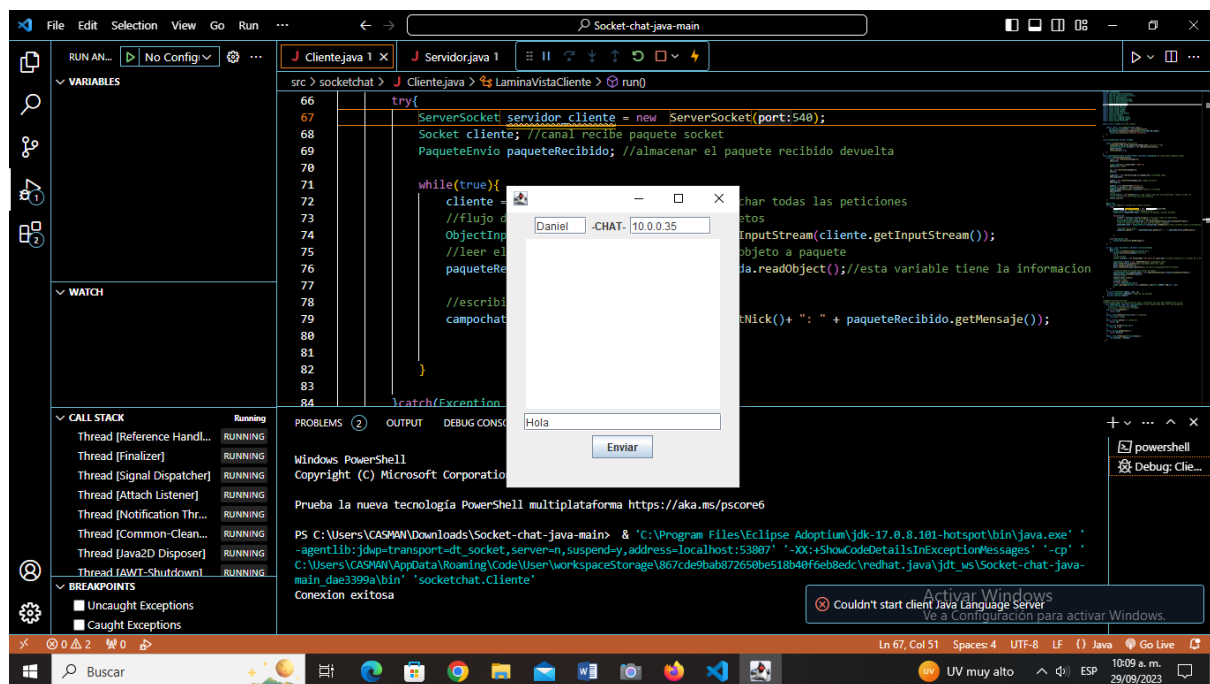 File Edit Selection View Go Run ··· Socket-chat-java-main
RUN AN... No Configu
J Cliente.java 1 J Servidor.java 1
src > socketchat > J Cliente.java > LaminaVistaCliente > run()
VARIABLES
WATCH
66 try{
67 ServerSocket servidor_cliente = new ServerSocket(port:540);
68 Socket cliente; //canal recibe paquete socket
69 PaqueteEnvio paqueteRecibido; //almacenar el paquete recibido devuelta
70
71 while(true){
72 cliente = char todas las peticiones
73 //flujo d etos
74 ObjectInp InputStream(cliente.getInputStream());
75 //leer el objeto a paquete
76 paqueteRe da.readObject();//esta variable tiene la informacion
77
78 //escribi
79 campochat tNick()+ ": " + paqueteRecibido.getMensaje());
80
81
82 }
83
84 }catch(Exception
Daniel -CHAT- 10.0.0.35
Hola
Enviar
CALL STACK Running
Thread [Reference Handl... RUNNING
Thread [Finalizer] RUNNING
Thread [Signal Dispatcher] RUNNING
Thread [Attach Listener] RUNNING
Thread [Notification Thr... RUNNING
Thread [Common-Clean... RUNNING
Thread [Java2D Disposer] RUNNING
Thread [AWT-Shutdown] RUNNING
BREAKPOINTS
Uncaught Exceptions
Caught Exceptions
PROBLEMS 2 OUTPUT DEBUG CONS
powershell
Debug: Clie...
Windows PowerShell
Copyright (C) Microsoft Corporatio
Prueba la nueva tecnología PowerShell multiplataforma https://aka.ms/pscore6
PS C:\Users\CASMAN\Downloads\Socket-chat-java-main> & 'C:\Program Files\Eclipse Adoptium\jdk-17.0.8.101-hotspot\bin\java.exe' '
-agentlib:jdwp=transport=dt_socket,server=n,suspend=y,address=localhost:53807' '-XX:+ShowCodeDetailsInExceptionMessages' '-cp' '
C:\Users\CASMAN\AppData\Roaming\Code\User\workspaceStorage\867cde9bab872650be518b40f6eb8edc\redhat.java\jdt_ws\Socket-chat-java-
main_dae3399a\bin' 'socketchat.Cliente'
Conexion exitosa
Activar Windows
Couldn't start client Java Language Server
Ve a Configuración para activar Windows.
0 2 0 Ln 67, Col 51 Spaces: 4 UTF-8 LF {} Java Go Live
Buscar UV UV muy alto ESP 10:09 a. m.
29/09/2023